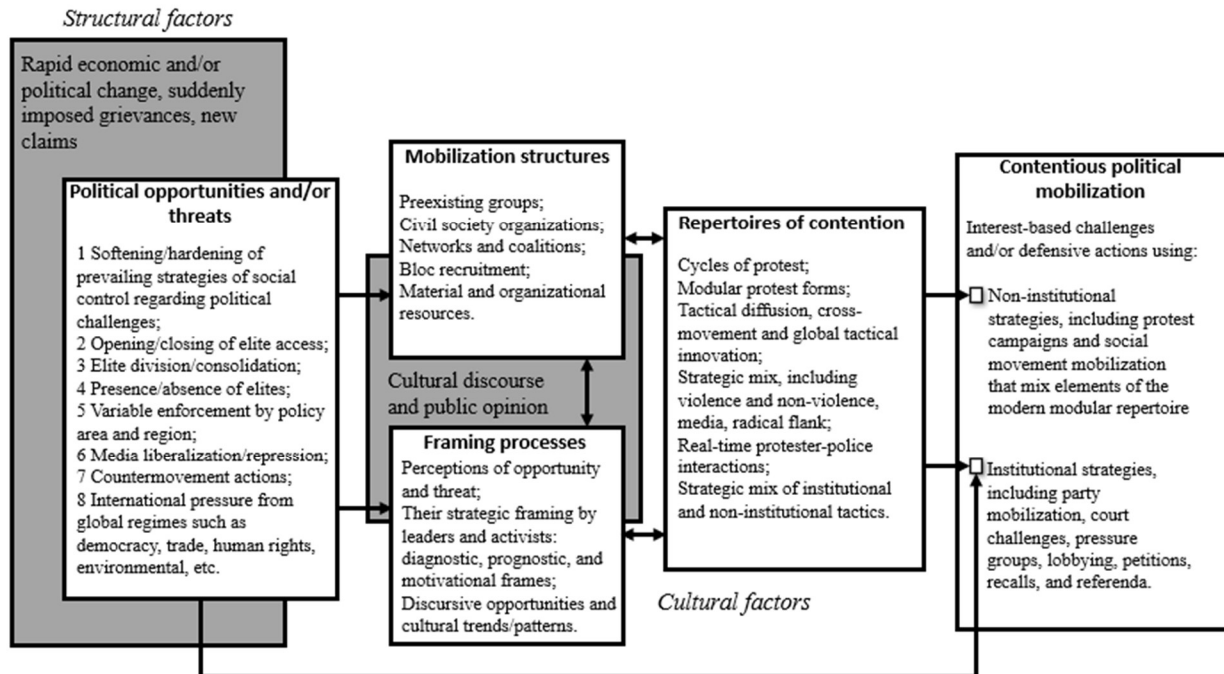 Structural factors
Rapid economic and/or
political change, suddenly
imposed grievances, new
claims
Political opportunities and/or
threats
1 Softening/hardening of
prevailing strategies of social
control regarding political
challenges;
2 Opening/closing of elite access;
3 Elite division/consolidation
4 Presence/absence of elites;
5 Variable enforcement by policy
area and region;
6 Media liberalization/repression;
7 Countermovement actions;
8 International pressure from
global regimes such as
democracy, trade, human rights,
environmental, etc.
Mobilization structures
Preexisting groups;
Civil society organizations;
Networks and coalitions;
Bloc recruitment;
Material and organizational
resources.
Cultural discourse
and public opinion
Framing processes
Perceptions of opportunity
and threat;
Their strategic framing by
leaders and activists:
diagnostic, prognostic, and
motivational frames;
Discursive opportunities and
cultural trends/patterns.
Repertoires of contention
Cycles of protest;
Modular protest forms;
Tactical diffusion, cross-
movement and global tactical
innovation;
Strategic mix, including
violence and non-violence,
media, radical flank;
Real-time protester-police
interactions;
Strategic mix of institutional
and non-institutional tactics.
Cultural factors
Contentious political
mobilization
Interest-based challenges
and/or defensive actions using:
Non-institutional
strategies, including protest
campaigns and social
movement mobilization
that mix elements of the
modern modular repertoire
Institutional strategies,
including party
mobilization, court
challenges, pressure
groups, lobbying, petitions,
recalls, and referenda.